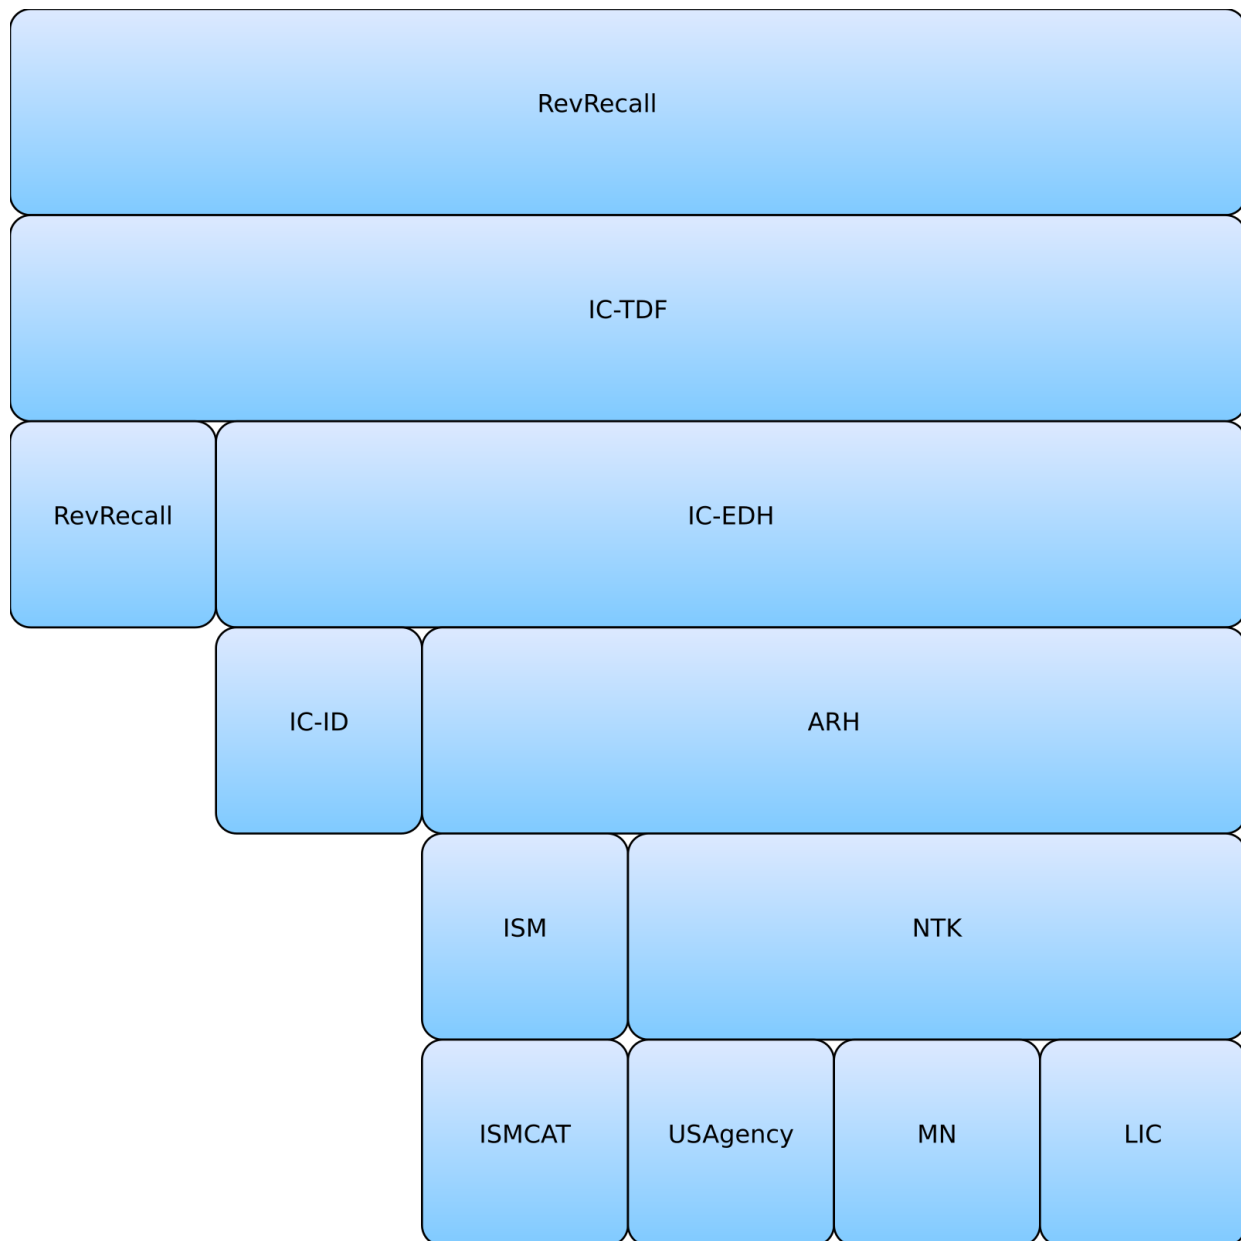 RevRecall
IC-TDF
RevRecall
IC-EDH
IC-ID
ARH
ISM
NTK
ISMCAT
USAgency
MN
LIC